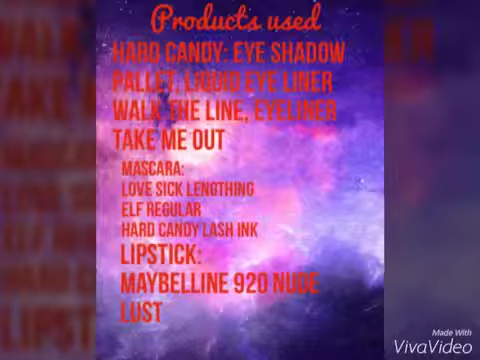 Products used
HARD CANDY: EYE SHADOW
PALLET, LIQUID EYE LINER
WALK THE LINE, EYELINER
TAKE ME OUT
MASCARA:
LOVE SICK LENGTHING
ELF REGULAR
HARD CANDY LASH INK
LIPSTICK:
MAYBELLINE 920 NUDE
LUST
Made With
VivaVideo